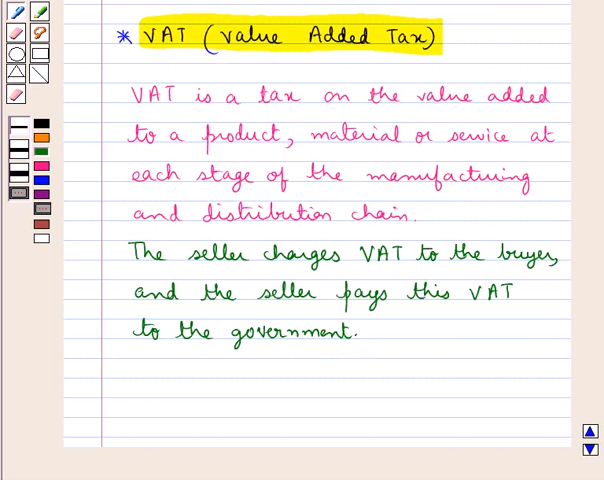 * VAT (Value Added Tax)
VAT is a tax on the value added
to a product, material or service at
each stage of the manufacturing
and distribution chain.
The seller charges VAT to the buyer,
and the seller pays this VAT
to the government.